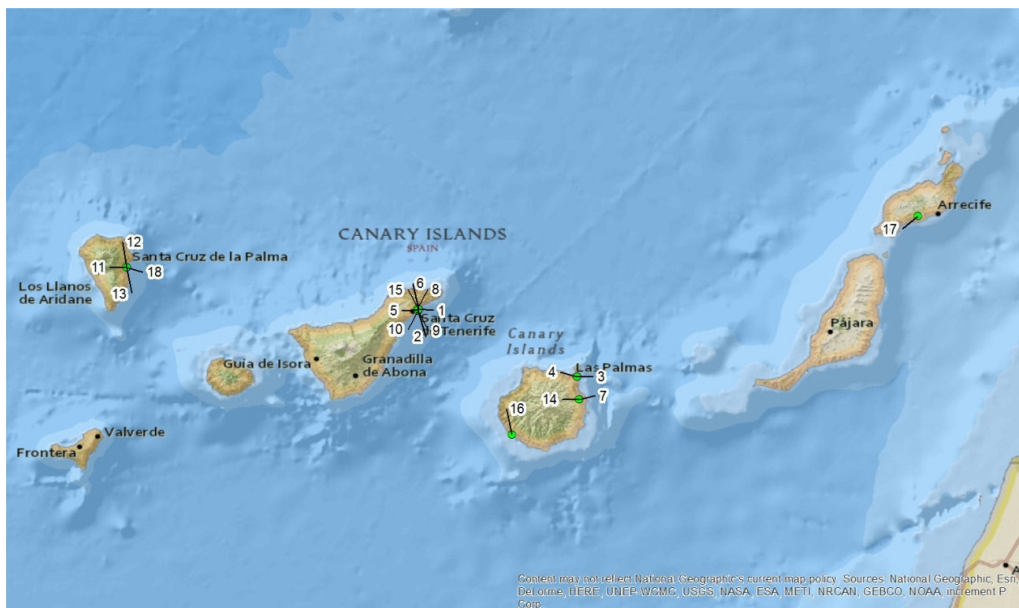 Arrecife
17
CANARY ISLANDS
SPAIN
12
Santa Cruz de la Palma
11
18
Los Llanos
de Aridane
13
6
15
8
5
1
Santa Cruz
de Tenerife
10
2
9
Canary
Islands
Pájara
Guia de Isora
Granadilla
de Abona
Las Palmas
4
3
14
7
16
Valverde
Frontera
A
Content may not reflect National Geographic's current map policy. Sources: National Geographic, Esri,
DeLorme, HERE, UNEP-WCMC, USGS, NASA, ESA, METI, NRCAN, GEBCO, NOAA, increment P
Corp.